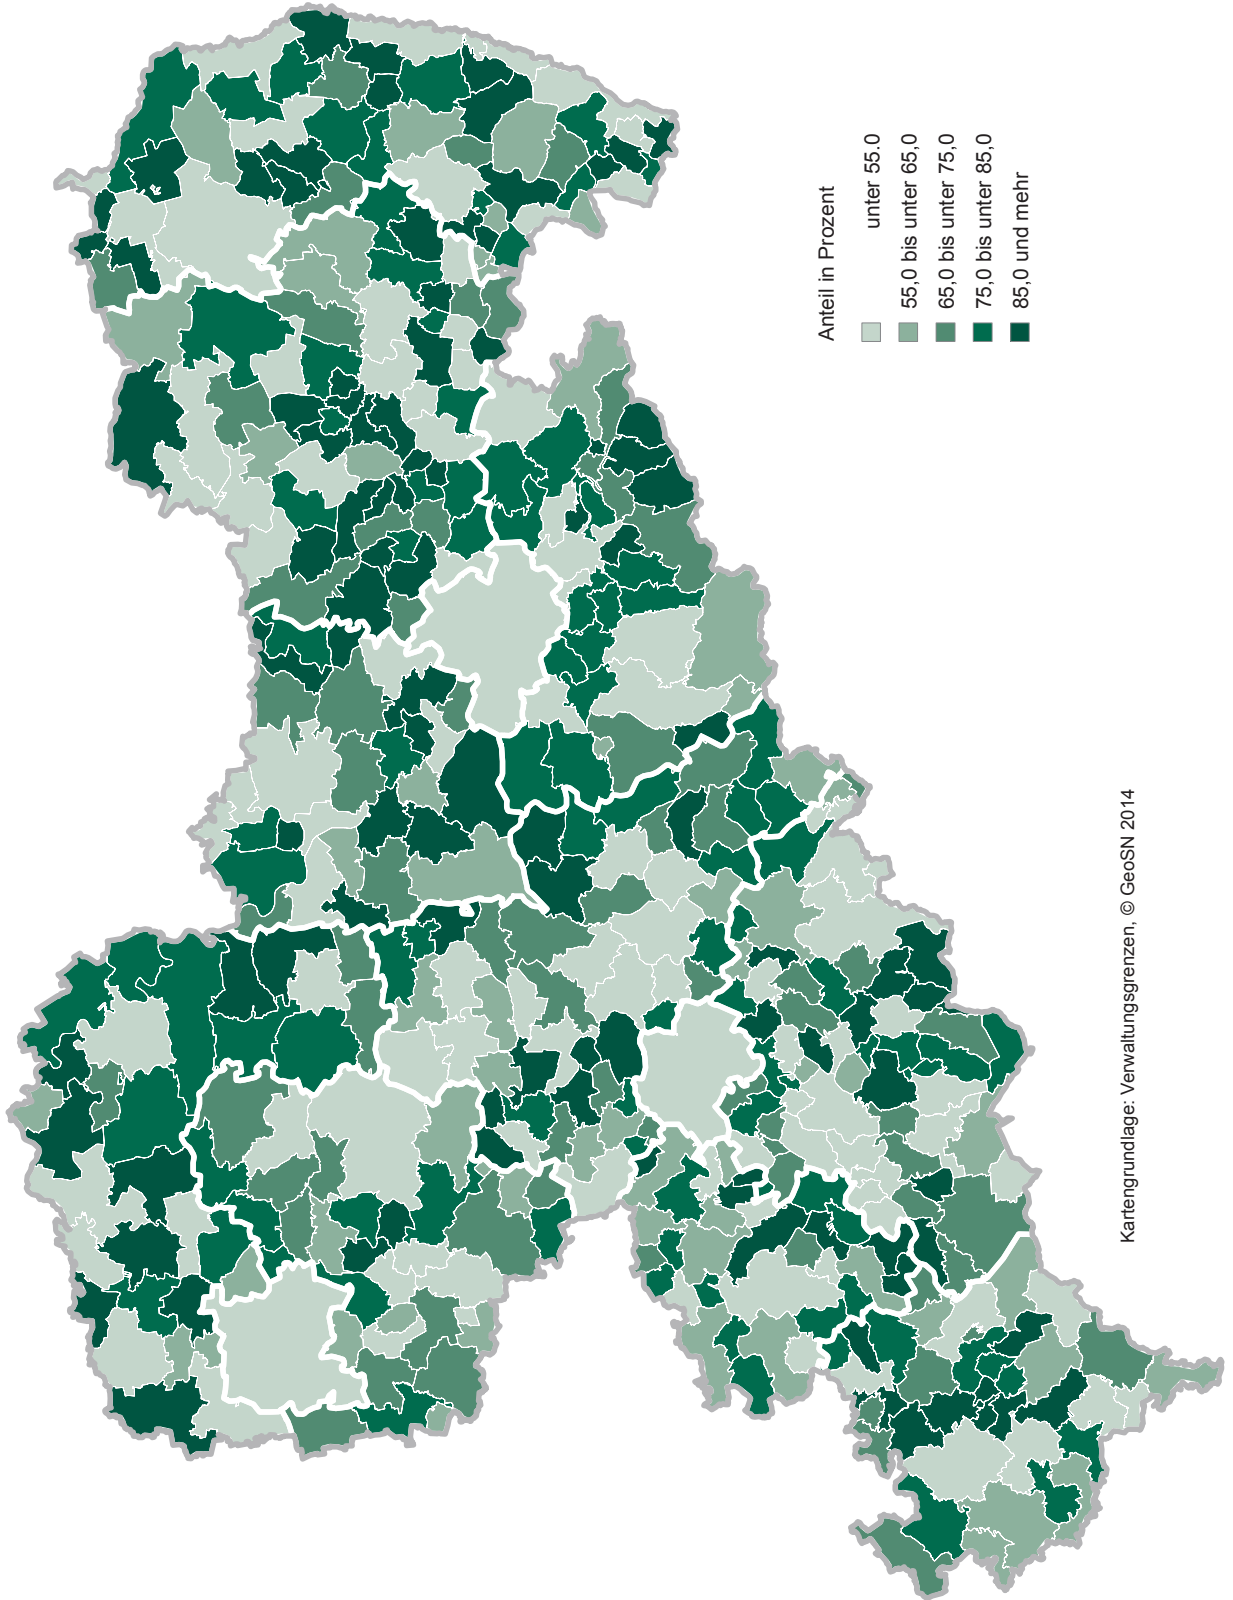 Anteil in Prozent
unter 55.0
55,0 bis unter 65,0
65,0 bis unter 75,0
75,0 bis unter 85,0
85,0 und mehr
Kartengrundlage: Verwaltungsgrenzen, © GeoSN 2014